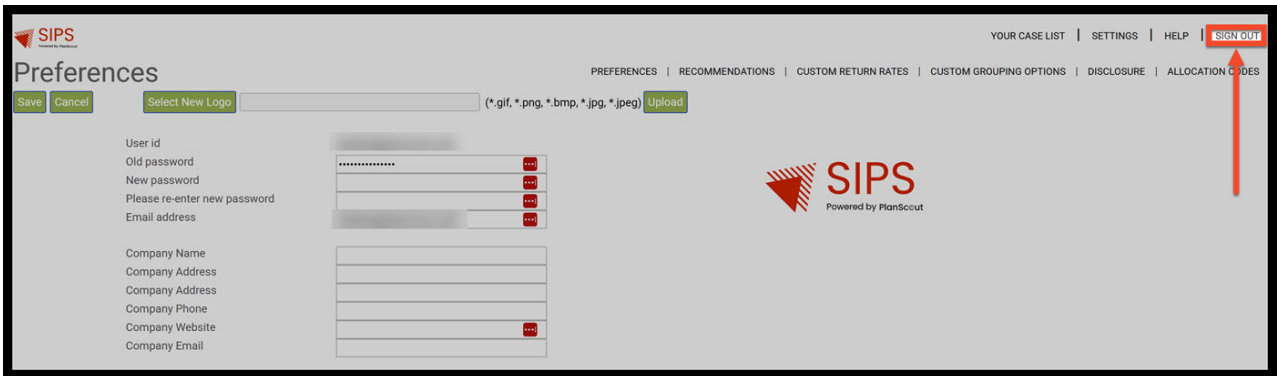 SIPS
Powered by PlanScout
YOUR CASE LIST | SETTINGS | HELP | SIGN OUT
Preferences
PREFERENCES | RECOMMENDATIONS | CUSTOM RETURN RATES | CUSTOM GROUPING OPTIONS | DISCLOSURE | ALLOCATION CODES
Save Cancel Select New Logo (*.gif, *.png, *.bmp, *.jpg, *.jpeg) Upload
User id
Old password
New password
Please re-enter new password
Email address
SIPS
Powered by PlanScout
Company Name
Company Address
Company Address
Company Phone
Company Website
Company Email